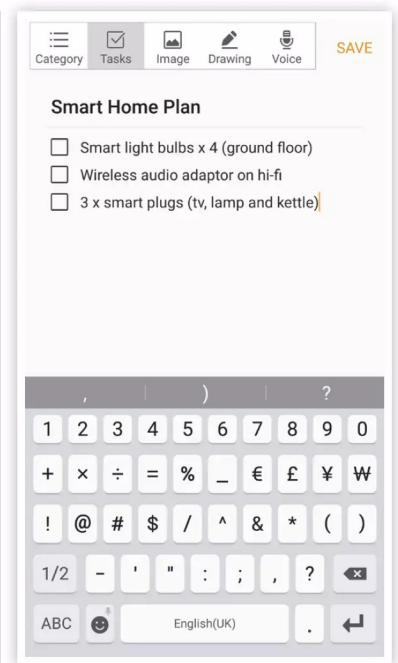 Category Tasks Image Drawing Voice SAVE
Smart Home Plan
Smart light bulbs x 4 (ground floor)
Wireless audio adaptor on hi-fi
3 x smart plugs (tv, lamp and kettle)
, ) ?
1 2 3 4 5 6 7 8 9 0
+ × ÷ = % _ € £ ¥ ₩
! @ # $ / ^ & * ( )
1/2 - ' " : ; , ?
ABC English(UK) .